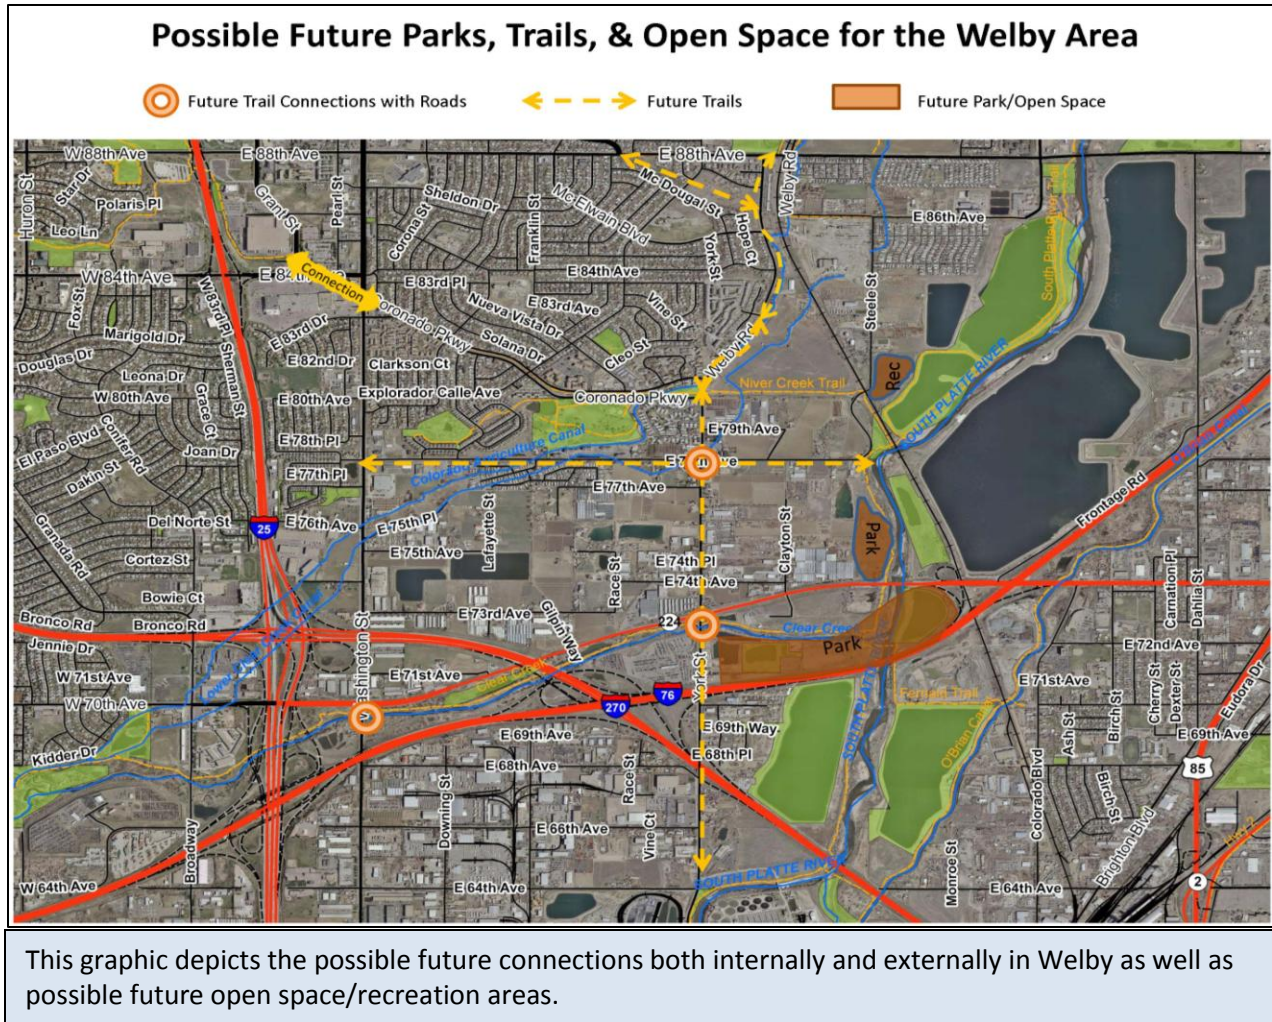 Possible Future Parks, Trails, & Open Space for the Welby Area
Future Trail Connections with Roads
Future Trails
Future Park/Open Space
W 88th Ave
E 88th Ave
E 88th Ave
Huron St
Star Dr
Polaris Pl
Leo Ln
Grant St
Pearl St
Corona St
Sheldon Dr
Franklin St
Mc Elwain Blvd
Mc Dougal St
York St
Hope Ct
Welby Rd
E 86th Ave
South Platte River Trail
W 84th Ave
E 84th
Connection
E 83rd Pl
E 84th Ave
E 83rd Ave
Fox St
W 83rd Pl
Sherman St
E 83rd Dr
Coronado Pkwy
Nueva Vista Dr
Solana Dr
Vine St
Cleo St
Steele St
Marigold Dr
Douglas Dr
Leona Dr
E 82nd Dr
Clarkson Ct
Welby Rd
Rec
SOUTH PLATTE RIVER
W 80th Ave
Grace Ct
E 80th Ave
Explorador Calle Ave
Coronado Pkwy
Niver Creek Trail
El Paso Blvd
Conifer Rd
Joan Dr
E 78th Pl
E 79th Ave
Dakin St
E 77th Pl
Colorado Agriculture Canal
E 77th Ave
Frontage Rd
Granada Rd
Del Norte St
25
E 76th Ave
E 75th Pl
Lafayette St
Clayton St
Park
Cortez St
E 75th Ave
E 74th Pl
E 74th Ave
Race St
Carnation Pl
Dahlia St
Bowie Ct
Bronco Rd
Bronco Rd
Jennie Dr
Washington St
E 73rd Ave
Gilpin Way
224
Clear Creek
Park
E 72nd Ave
W 71st Ave
E 71st Ave
Clear Creek
York St
E 71st Ave
W 70th Ave
270
76
Fernald Trail
Cherry St
Dexter St
Birch St
Ash St
Eudora Dr
Kidder Dr
E 69th Ave
E 69th Way
SOUTH PLATTE
O'Brian Canal
E 69th Ave
E 68th Ave
E 68th Pl
Race St
85
Broadway
Downing St
E 66th Ave
Vine Ct
Colorado Blvd
Birch St
Brighton Blvd
W 64th Ave
E 64th Ave
SOUTH PLATTE RIVER
Monroe St
E 64th Ave
2
This graphic depicts the possible future connections both internally and externally in Welby as well as
possible future open space/recreation areas.